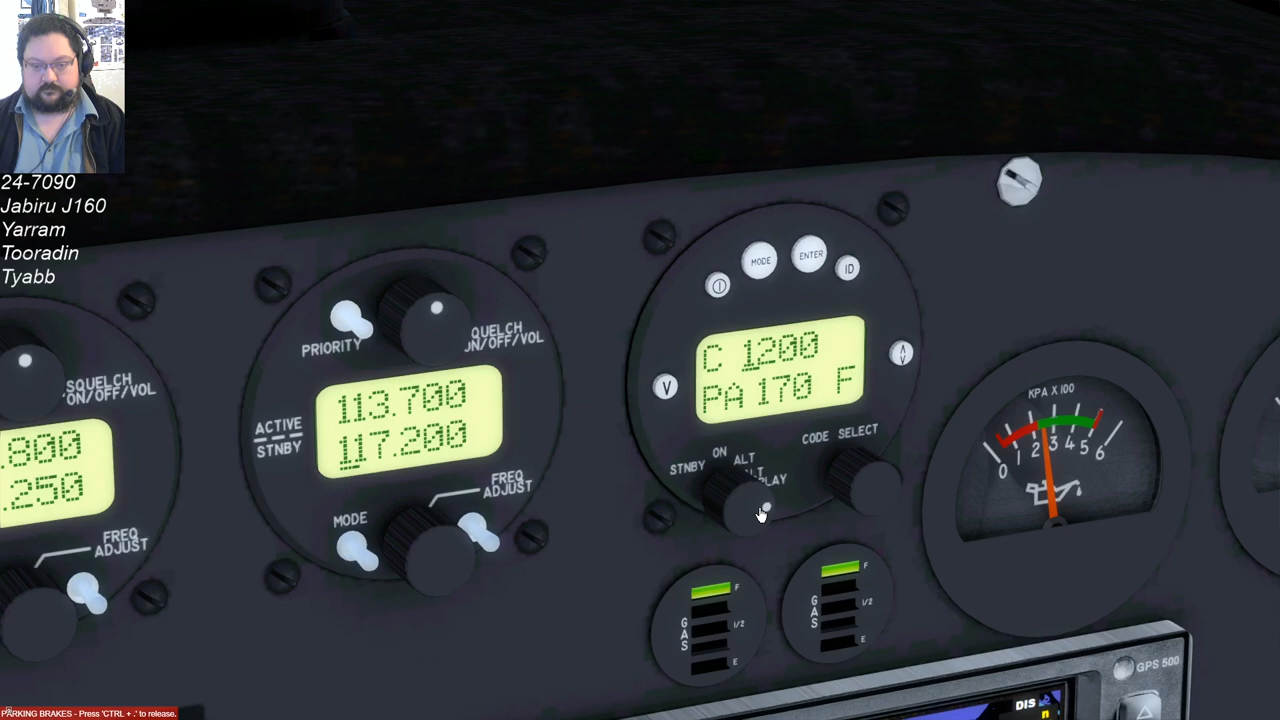 24-7090
Jabiru J160
Yarram
Tooradin
Tyabb
SQUELCH
ON/OFF/VOL
.800
.250
FREQ
ADJUST
PRIORITY
QUELCH
ON/OFF/VOL
ACTIVE
STNBY
113.700
117.200
MODE
FREQ
ADJUST
MODE
ENTER
ID
V
C 1200
PA 170 F
STNBY
ON
ALT
CODE SELECT
GAS
F
1/2
E
GAS
F
1/2
E
KPA X 100
0 1 2 3 4 5 6
GPS 500
DIS
PARKING BRAKES - Press 'CTRL + .' to release.